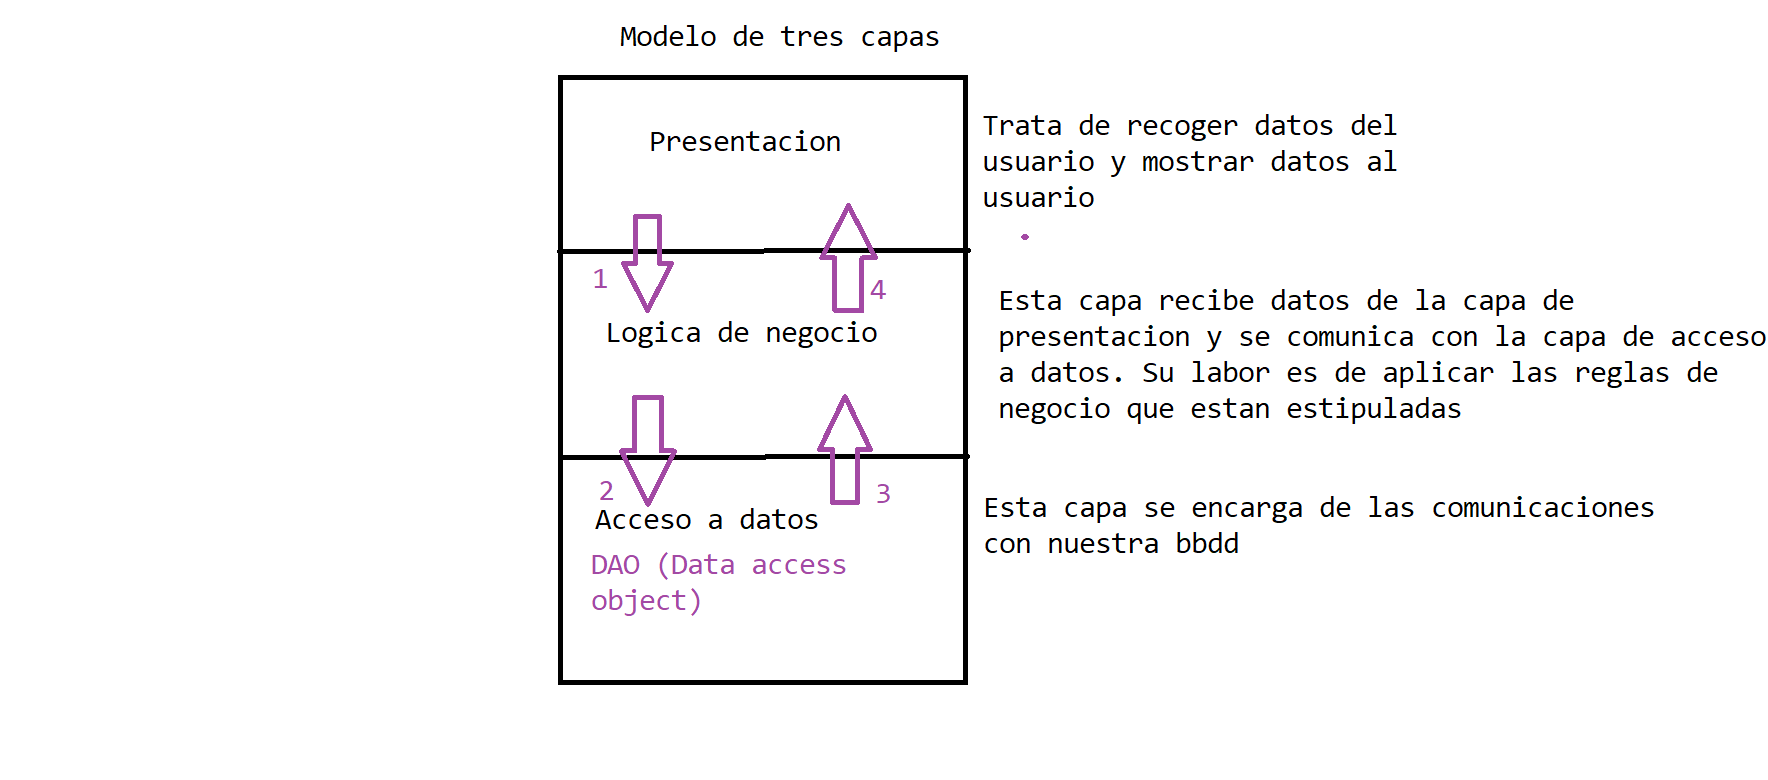 Modelo de tres capas
Presentacion
Trata de recoger datos del
usuario y mostrar datos al
usuario
1
4
Logica de negocio
Esta capa recibe datos de la capa de
presentacion y se comunica con la capa de acceso
a datos. Su labor es de aplicar las reglas de
negocio que estan estipuladas
2
3
Acceso a datos
DAO (Data access
object)
Esta capa se encarga de las comunicaciones
con nuestra bbdd